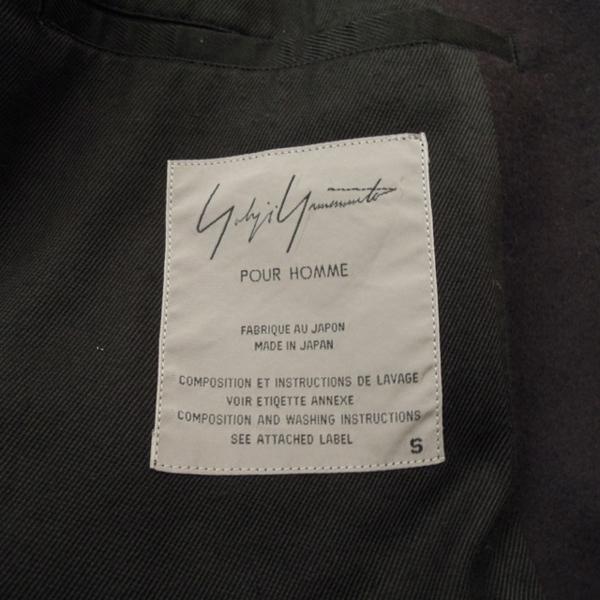 Yohji Yamamoto
POUR HOMME
FABRIQUE AU JAPON
MADE IN JAPAN
COMPOSITION ET INSTRUCTIONS DE LAVAGE
VOIR ETIQETTE ANNEXE
COMPOSITION AND WASHING INSTRUCTIONS
SEE ATTACHED LABEL
S